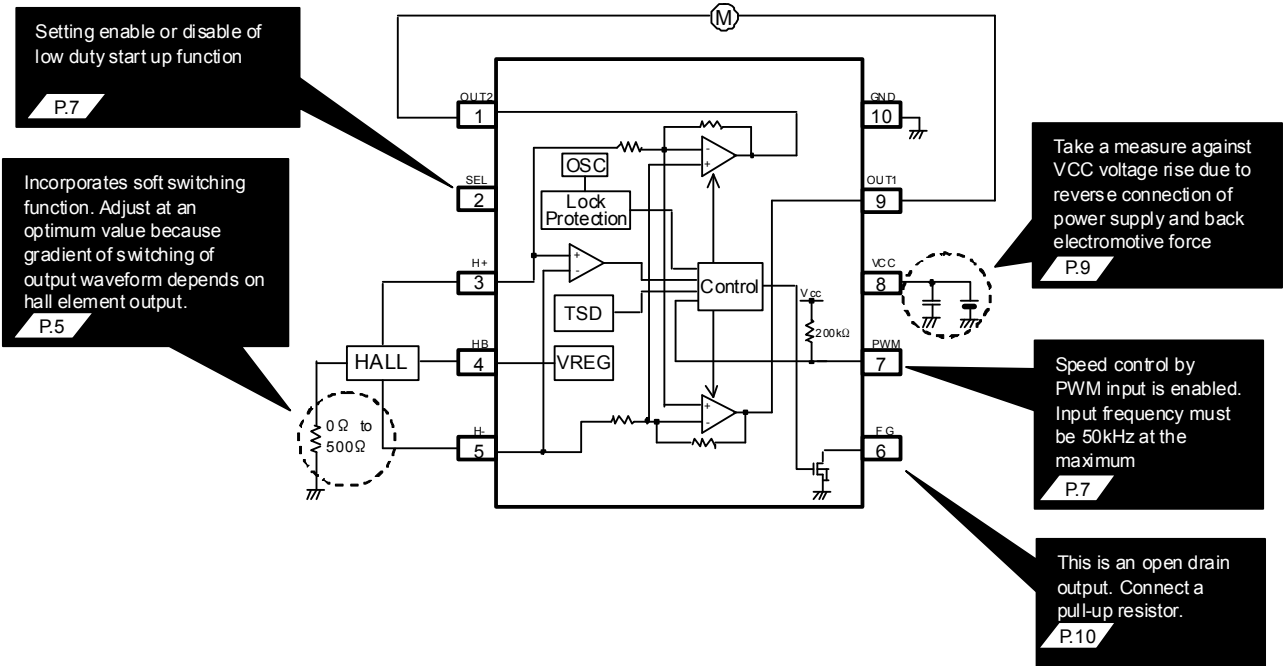 Setting enable or disable of
low duty start up function
P.7
Incorporates soft switching
function. Adjust at an
optimum value because
gradient of switching of
output waveform depends on
hall element output.
P.5
M
OUT2
1
SEL
2
H+
3
HB
4
H-
5
GND
10
OUT1
9
VCC
8
PWM
7
FG
6
OSC
Lock
Protection
-
+
+
-
TSD
VREG
Control
Vcc
200kΩ
+
-
HALL
0Ω to
500Ω
Take a measure against
VCC voltage rise due to
reverse connection of
power supply and back
electromotive force
P.9
Speed control by
PWM input is enabled.
Input frequency must
be 50kHz at the
maximum
P.7
This is an open drain
output. Connect a
pull-up resistor.
P.10